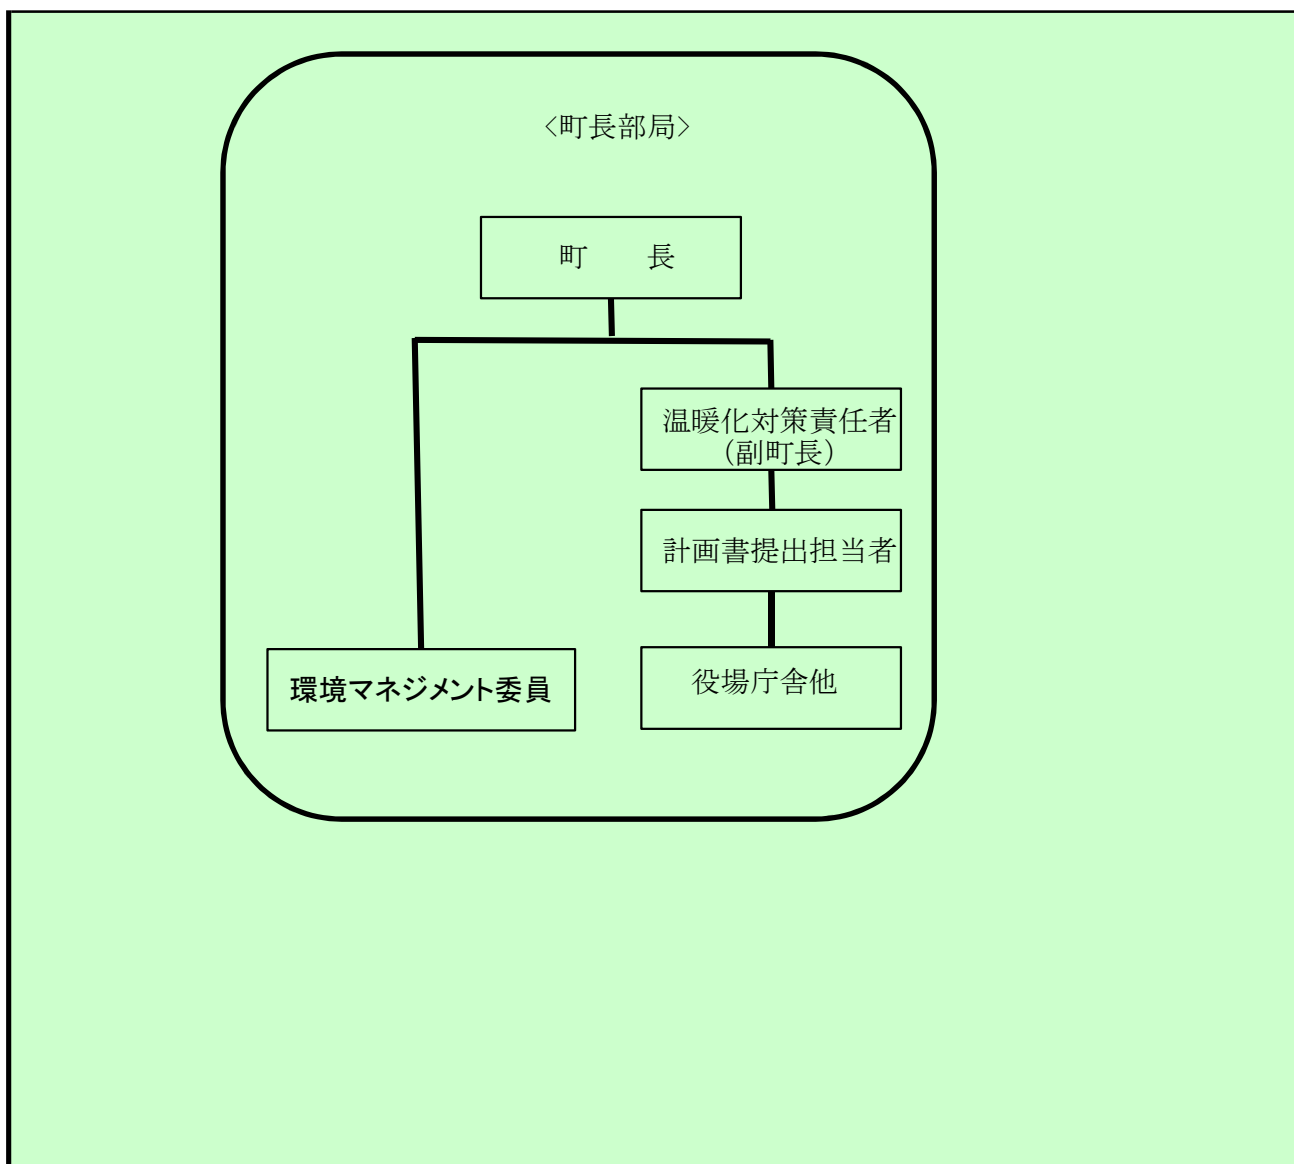 <町長部局>
町　　長
温暖化対策責任者
(副町長)
計画書提出担当者
環境マネジメント委員
役場庁舎他